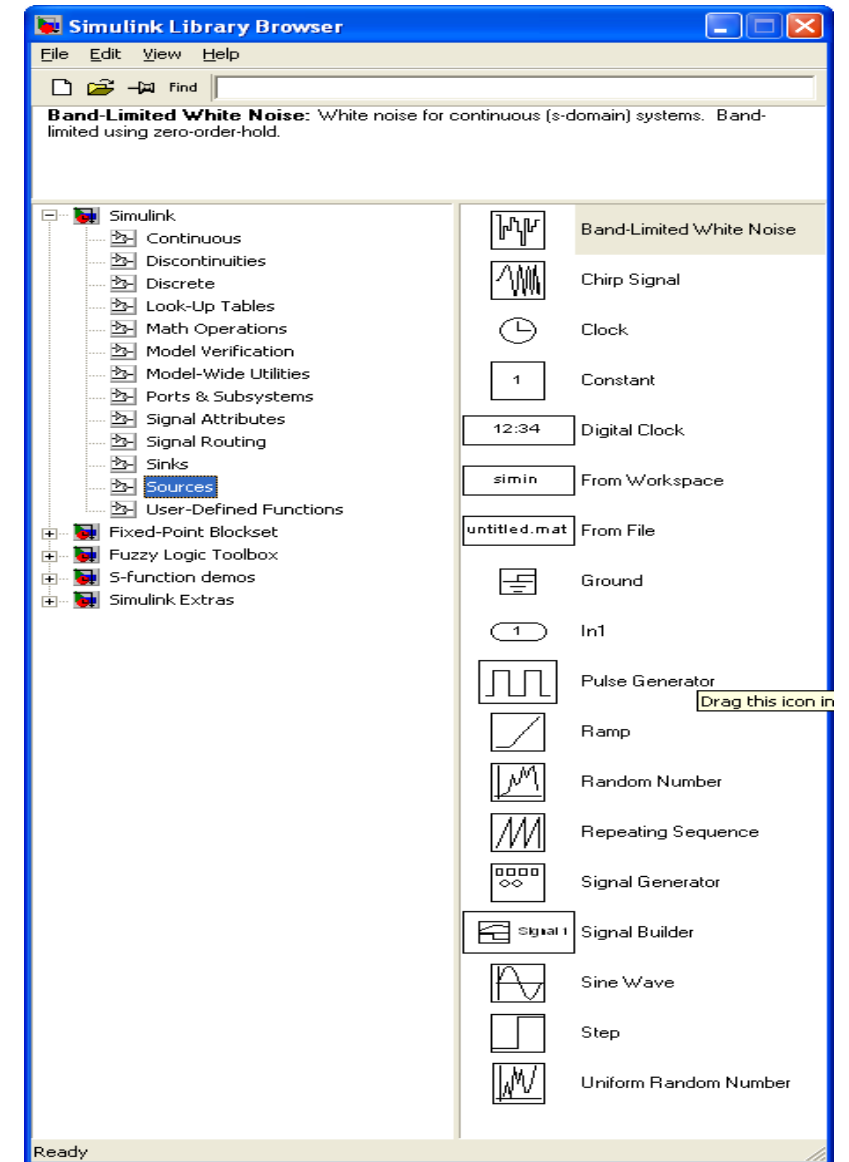 Simulink Library Browser
File Edit View Help
Find
Band-Limited White Noise: White noise for continuous (s-domain) systems. Band-
limited using zero-order-hold.
Simulink
Continuous
Discontinuities
Discrete
Look-Up Tables
Math Operations
Model Verification
Model-Wide Utilities
Ports & Subsystems
Signal Attributes
Signal Routing
Sinks
Sources
User-Defined Functions
Fixed-Point Blockset
Fuzzy Logic Toolbox
S-function demos
Simulink Extras
Band-Limited White Noise
Chirp Signal
Clock
1 Constant
12:34 Digital Clock
simin From Workspace
untitled.mat From File
Ground
1 In1
Pulse Generator
Drag this icon in
Ramp
Random Number
Repeating Sequence
Signal Generator
Signal 1 Signal Builder
Sine Wave
Step
Uniform Random Number
Ready